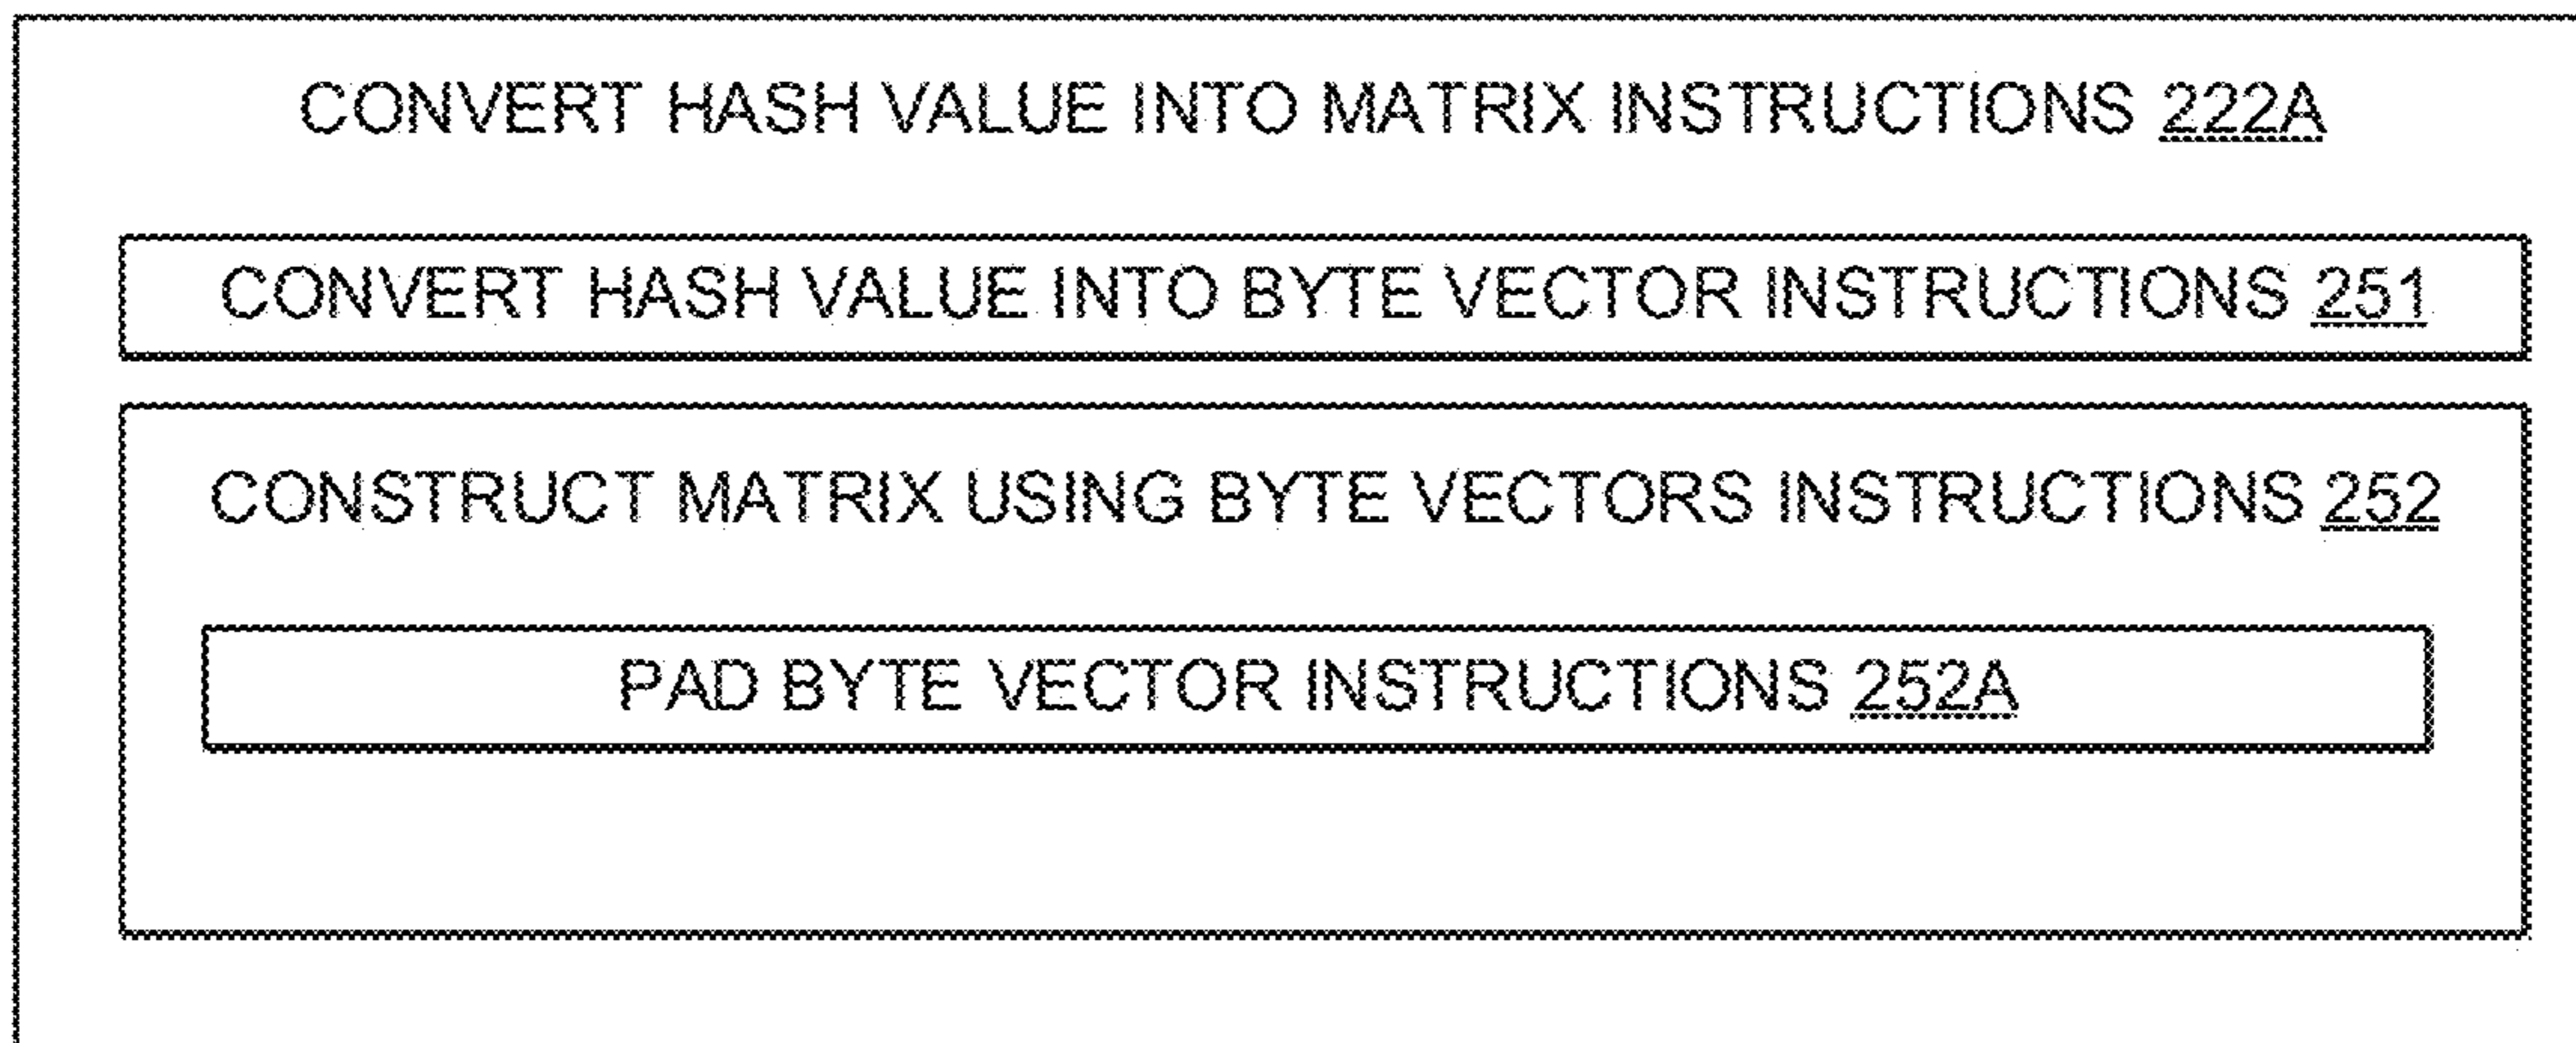 CONVERT HASH VALUE INTO MATRIX INSTRUCTIONS 222A
CONVERT HASH VALUE INTO BYTE VECTOR INSTRUCTIONS 251
CONSTRUCT MATRIX USING BYTE VECTORS INSTRUCTIONS 252
PAD BYTE VECTOR INSTRUCTIONS 252A